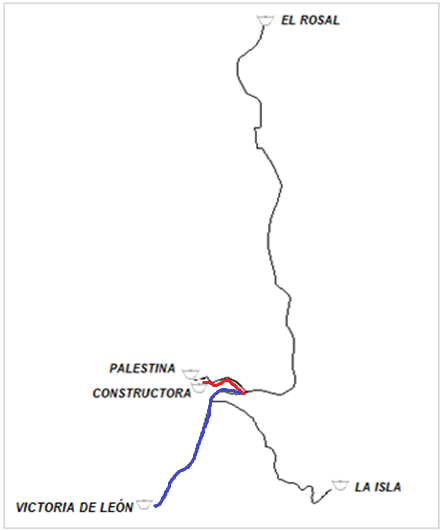 EL ROSAL
PALESTINA
CONSTRUCTORA
LA ISLA
VICTORIA DE LEÓN